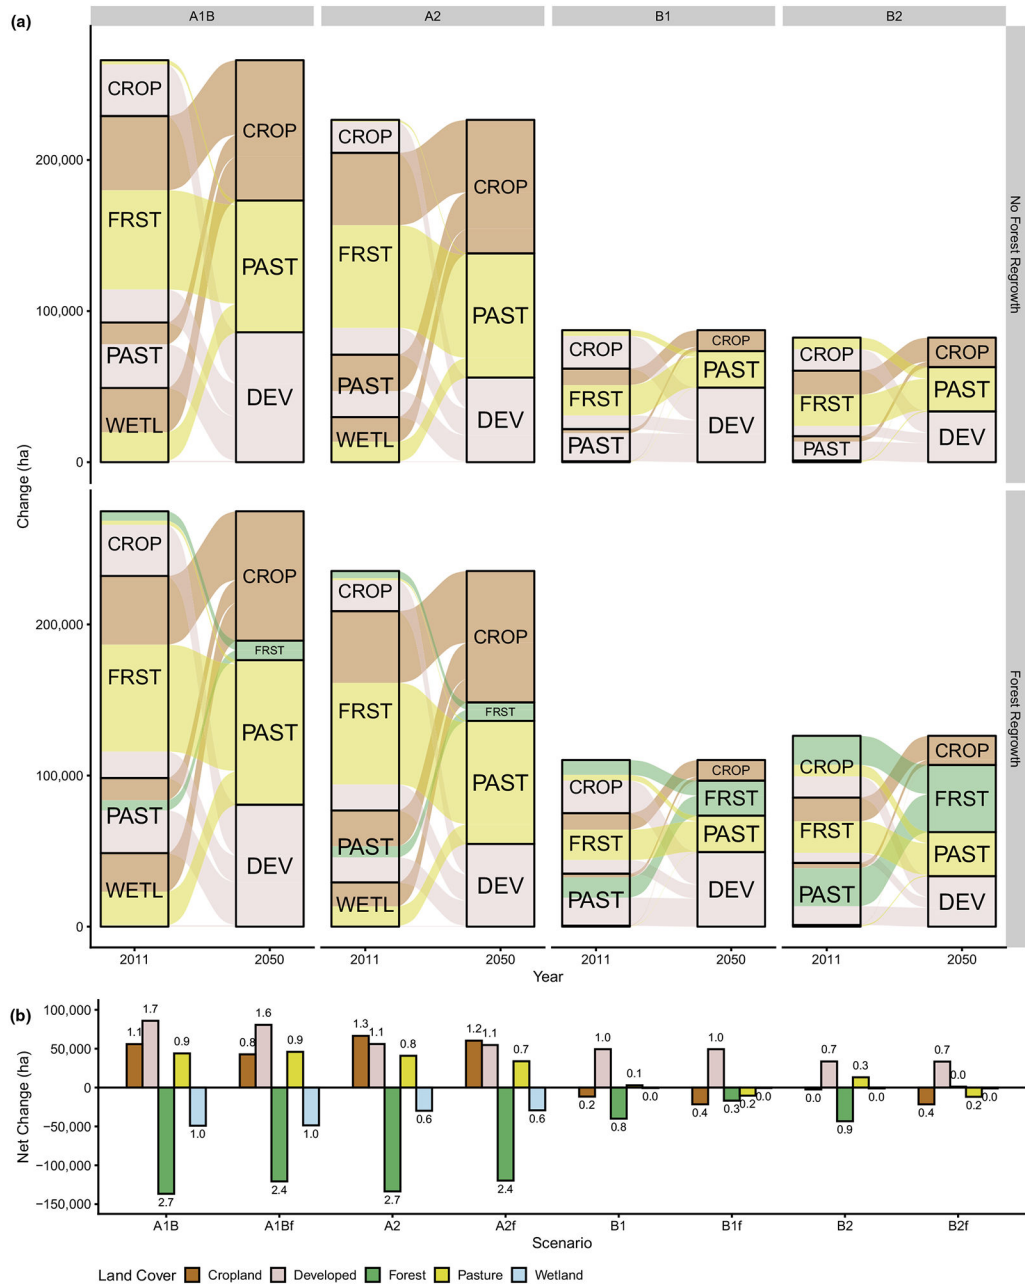 (a)
A1B A2 B1 B2
CROP
FRST
PAST
WETL
CROP
PAST
DEV
CROP
FRST
PAST
WETL
CROP
PAST
DEV
CROP
FRST
PAST
CROP
PAST
DEV
CROP
FRST
PAST
CROP
PAST
DEV
200,000
100,000
0
No Forest Regrowth
Change (ha)
CROP
FRST
PAST
WETL
CROP
FRST
PAST
DEV
CROP
FRST
PAST
WETL
CROP
FRST
PAST
DEV
CROP
FRST
PAST
CROP
FRST
PAST
DEV
CROP
FRST
PAST
CROP
FRST
PAST
DEV
200,000
100,000
0
Forest Regrowth
2011 2050 2011 2050 2011 2050 2011 2050
Year
(b)
Net Change (ha)
100,000
50,000
0
−50,000
−100,000
−150,000
1.1 1.7 2.7 0.9 1.0
0.8 1.6 2.4 0.9 1.0
1.3 1.1 2.7 0.8 0.6
1.2 1.1 2.4 0.7 0.6
0.2 1.0 0.8 0.1 0.0
0.4 1.0 0.3 0.2 0.0
0.0 0.7 0.9 0.3 0.0
0.4 0.7 0.0 0.2 0.0
A1B A1Bf A2 A2f B1 B1f B2 B2f
Scenario
Land Cover Cropland Developed Forest Pasture Wetland